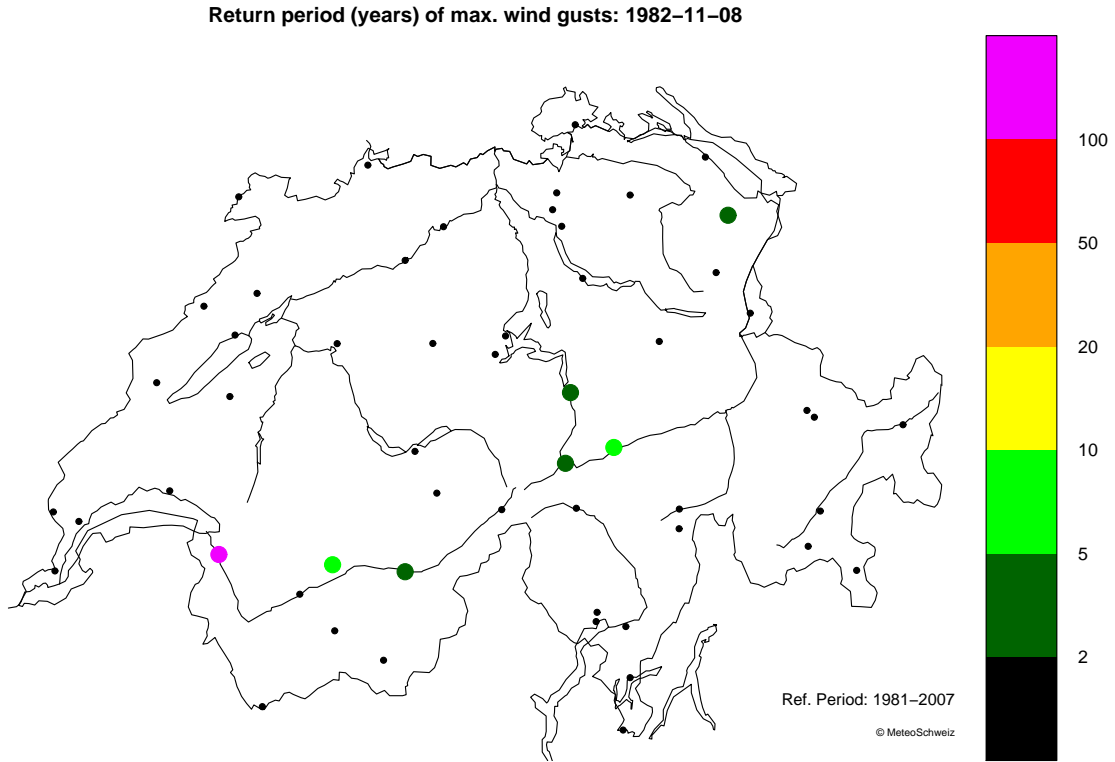 Return period (years) of max. wind gusts: 1982−11−08
100
50
20
10
5
2
Ref. Period: 1981−2007
© MeteoSchweiz